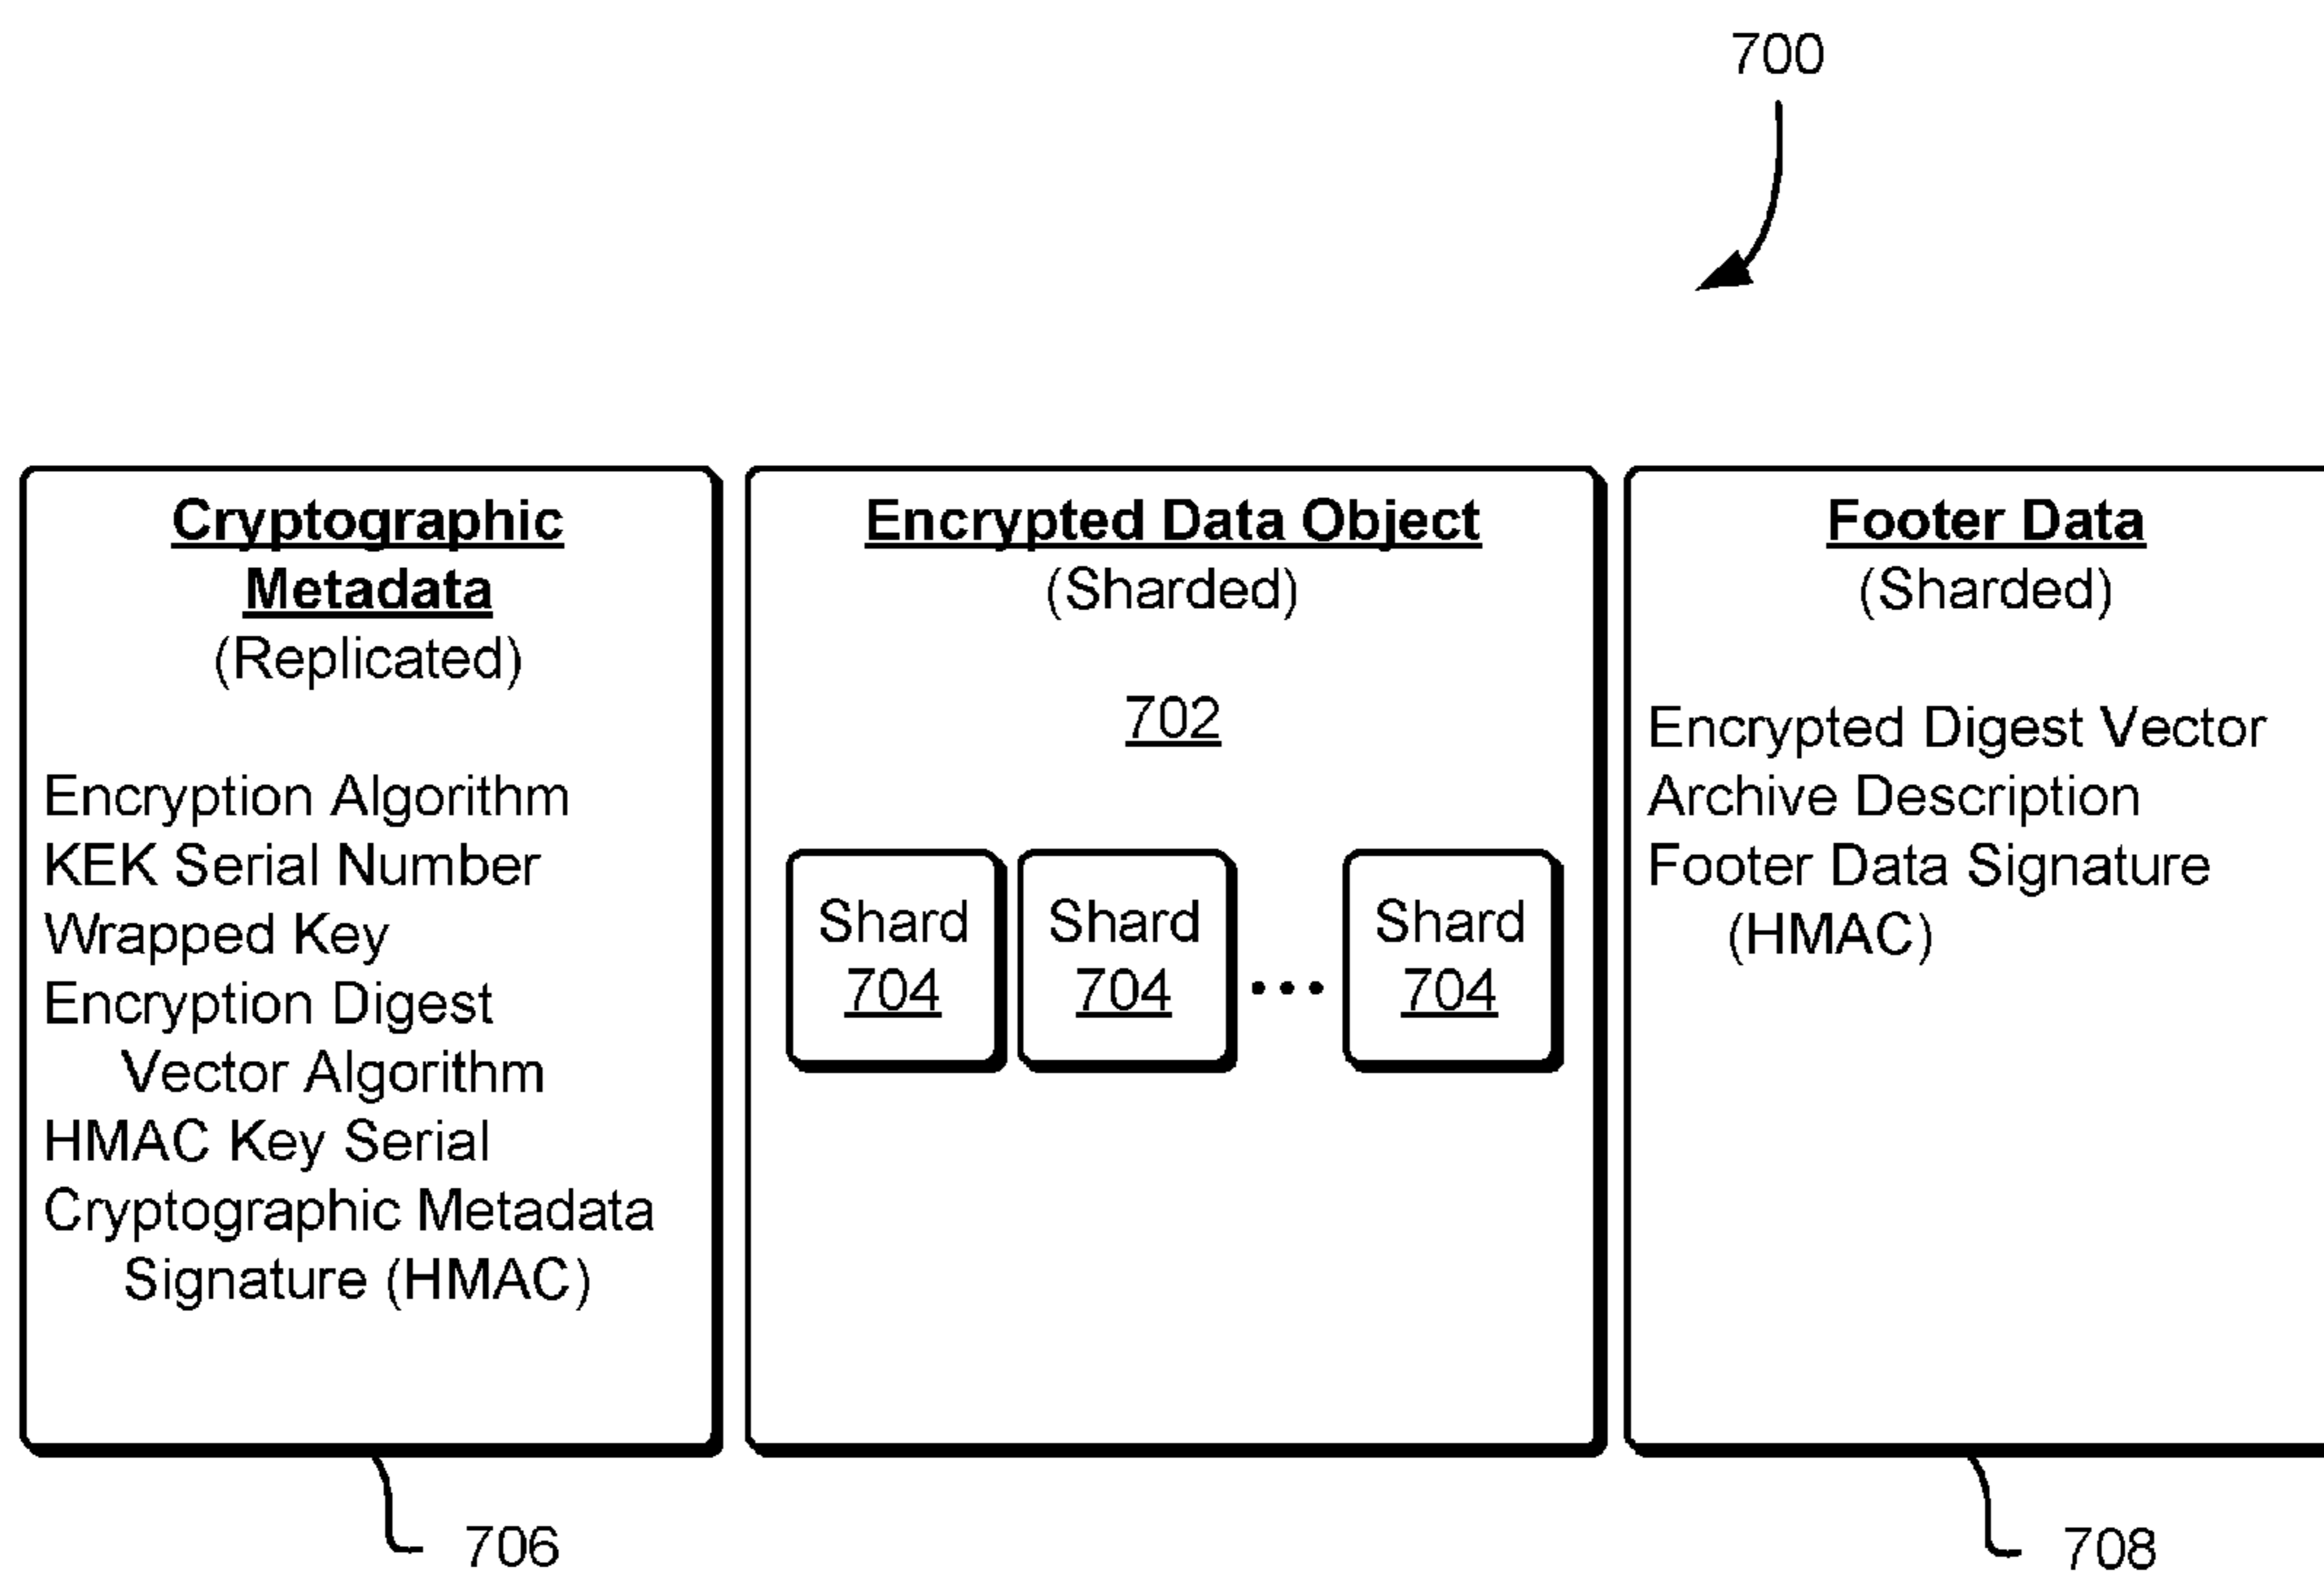 700
Cryptographic
Metadata
(Replicated)
Encryption Algorithm
KEK Serial Number
Wrapped Key
Encryption Digest
Vector Algorithm
HMAC Key Serial
Cryptographic Metadata
Signature (HMAC)
706
Encrypted Data Object
(Sharded)
702
Shard
704
Shard
704
...
Shard
704
Footer Data
(Sharded)
Encrypted Digest Vector
Archive Description
Footer Data Signature
(HMAC)
708